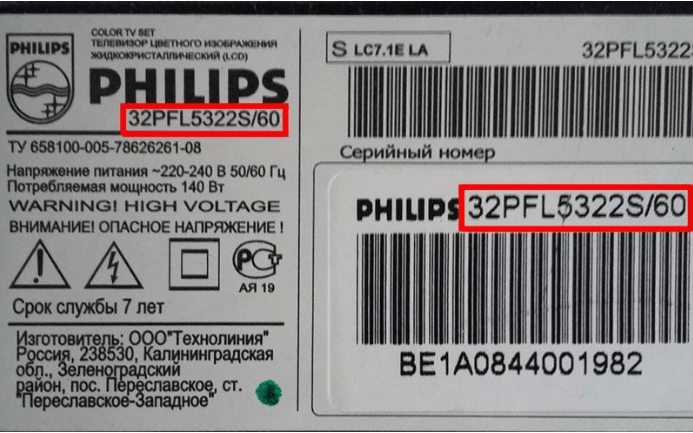 PHILIPS
COLOR TV SET
ТЕЛЕВИЗОР ЦВЕТНОГО ИЗОБРАЖЕНИЯ
ЖИДКОКРИСТАЛЛИЧЕСКИЙ (LCD)
PHILIPS
32PFL5322S/60
ТУ 658100-005-78626261-08
Напряжение питания ~220-240 В 50/60 Гц
Потребляемая мощность 140 Вт
WARNING! HIGH VOLTAGE
ВНИМАНИЕ! ОПАСНОЕ НАПРЯЖЕНИЕ !
АЯ 19
Срок службы 7 лет
Изготовитель: ООО"Технолиния"
Россия, 238530, Калининградская
обл., Зеленоградский
район, пос. Переславское, ст.
"Переславское-Западное"
S LC7.1E LA
32PFL5322S
Серийный номер
PHILIPS 32PFL5322S/60
BE1A0844001982